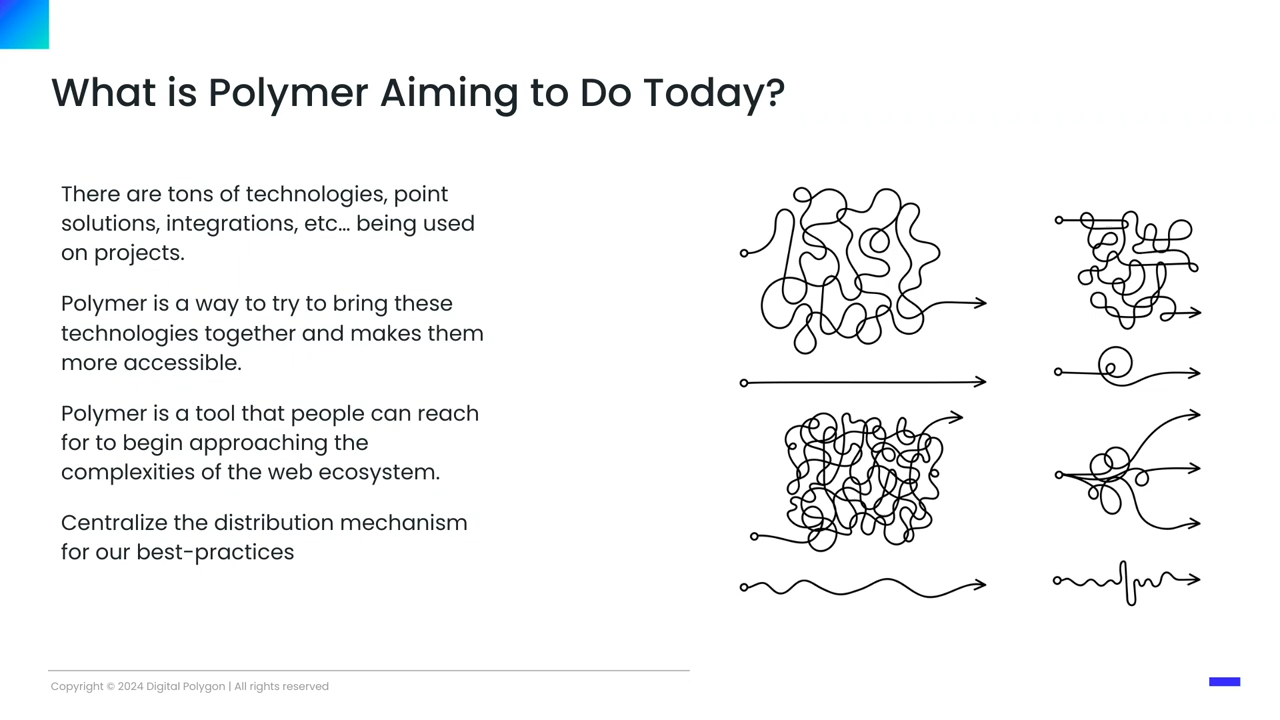 What is Polymer Aiming to Do Today?
There are tons of technologies, point
solutions, integrations, etc… being used
on projects.
Polymer is a way to try to bring these
technologies together and makes them
more accessible.
Polymer is a tool that people can reach
for to begin approaching the
complexities of the web ecosystem.
Centralize the distribution mechanism
for our best-practices
Copyright © 2024 Digital Polygon | All rights reserved